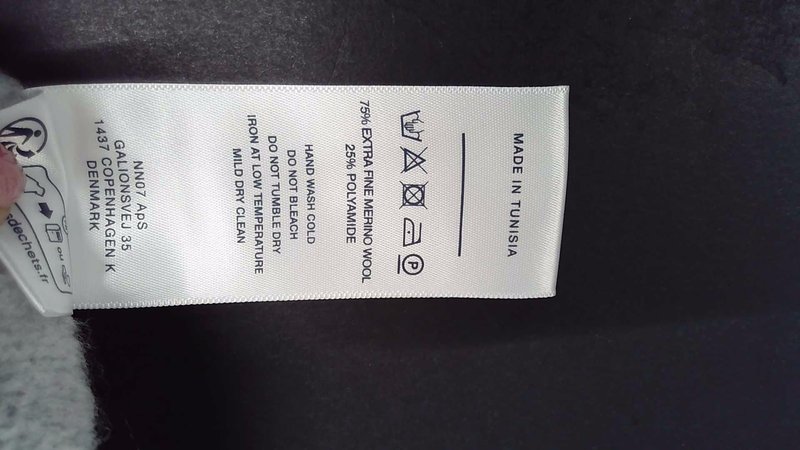 MADE IN TUNISIA
P
75% EXTRA FINE MERINO WOOL
25% POLYAMIDE
HAND WASH COLD
DO NOT BLEACH
DO NOT TUMBLE DRY
IRON AT LOW TEMPERATURE
MILD DRY CLEAN
NN07 ApS
GALIONSVEJ 35
1437 COPENHAGEN K
DENMARK
OU
dechets.fr